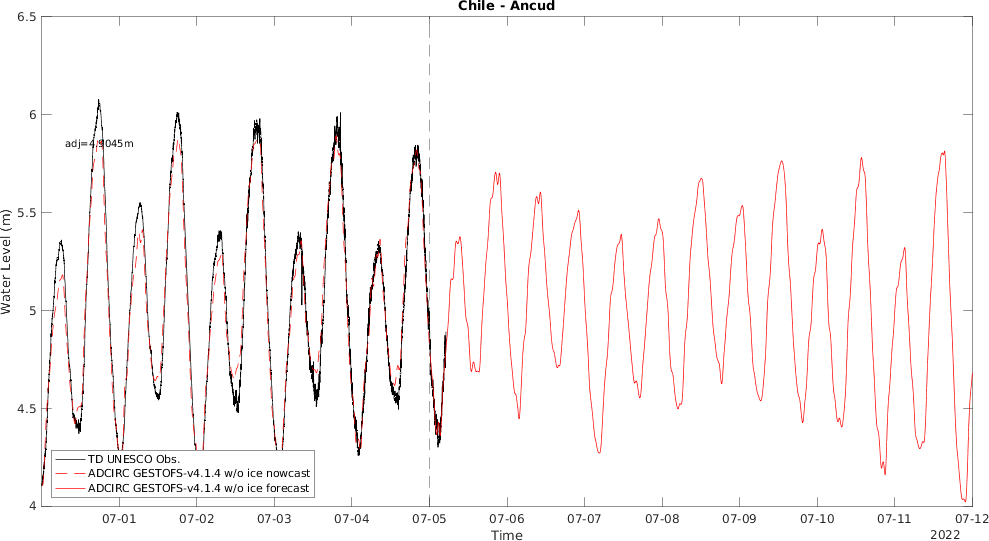 Chile - Ancud
6.5
6
5.5
5
4.5
4
Water Level (m)
adj=4.9045m
TD UNESCO Obs.
ADCIRC GESTOFS-v4.1.4 w/o ice nowcast
ADCIRC GESTOFS-v4.1.4 w/o ice forecast
07-01 07-02 07-03 07-04 07-05 07-06 07-07 07-08 07-09 07-10 07-11 07-12
Time
2022